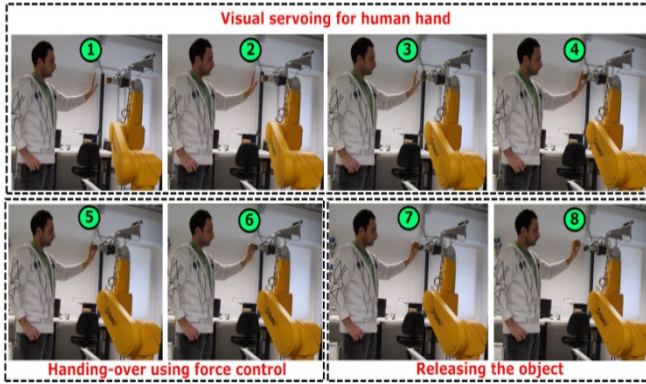 Visual servoing for human hand
1
2
3
4
5
6
7
8
Handing-over using force control
Releasing the object